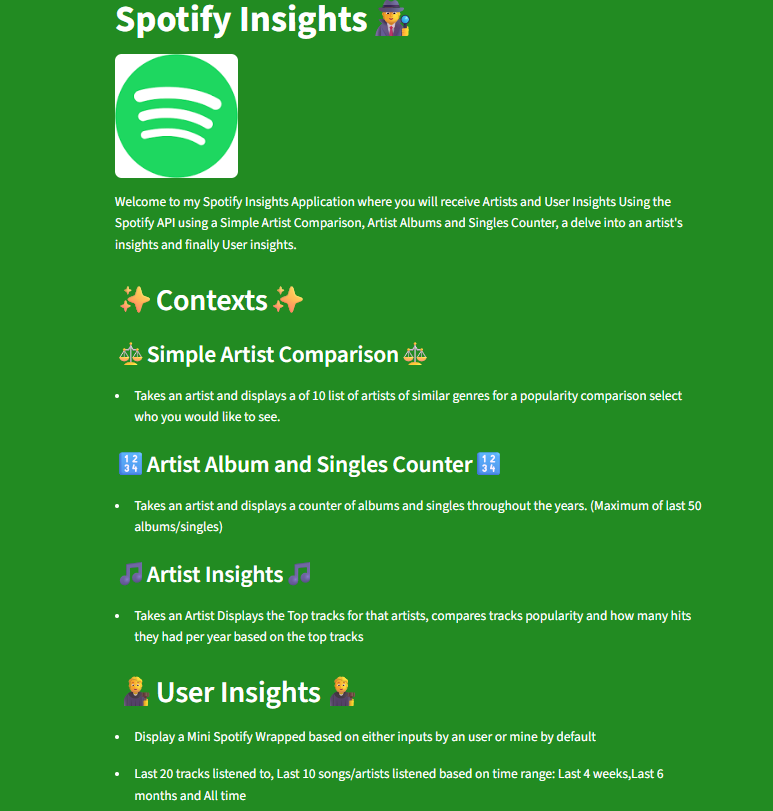 Spotify Insights 🕵️
Welcome to my Spotify Insights Application where you will receive Artists and User Insights Using the
Spotify API using a Simple Artist Comparison, Artist Albums and Singles Counter, a delve into an artist's
insights and finally User insights.
✨ Contexts ✨
⚖️ Simple Artist Comparison ⚖️
• Takes an artist and displays a of 10 list of artists of similar genres for a popularity comparison select
who you would like to see.
🔢 Artist Album and Singles Counter 🔢
• Takes an artist and displays a counter of albums and singles throughout the years. (Maximum of last 50
albums/singles)
🎵 Artist Insights 🎵
• Takes an Artist Displays the Top tracks for that artists, compares tracks popularity and how many hits
they had per year based on the top tracks
🧑‍🎤 User Insights 🧑‍🎤
• Display a Mini Spotify Wrapped based on either inputs by an user or mine by default
• Last 20 tracks listened to, Last 10 songs/artists listened based on time range: Last 4 weeks,Last 6
months and All time